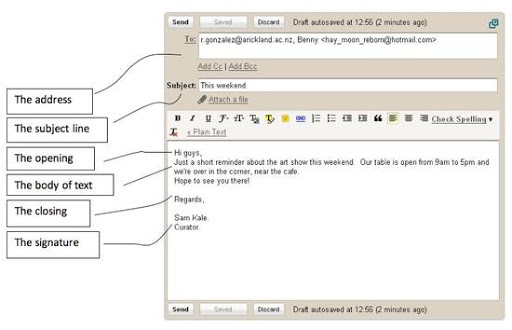 Send Saved Discard Draft autosaved at 12:56 (2 minutes ago)
To: r.gonzalez@arickland.ac.nz, Benny <hay_moon_reborn@hotmail.com>
Add Cc | Add Bcc
Subject: This weekend
Attach a file
B I U Check Spelling ▾
« Plain Text
Hi guys,
Just a short reminder about the art show this weekend. Our table is open from 9am to 5pm and
we're over in the corner, near the cafe.
Hope to see you there!
Regards,
Sam Kale.
Curator.
Send Saved Discard Draft autosaved at 12:56 (2 minutes ago)
The address
The subject line
The opening
The body of text
The closing
The signature